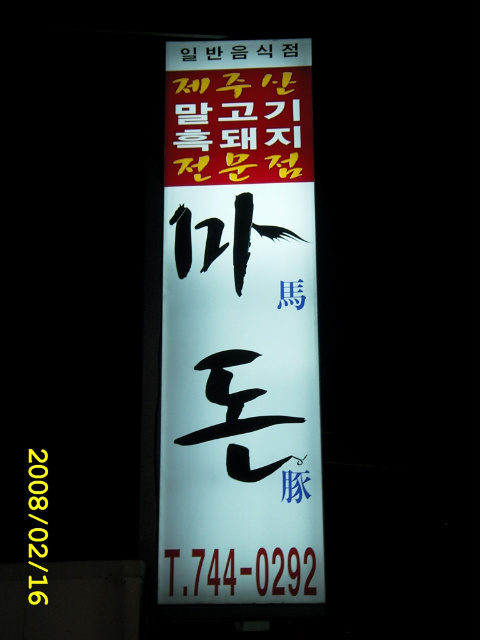 일반음식점
제주산
말고기
흑돼지
전문점
마
馬
돈
豚
T.744-0292
2008/02/16